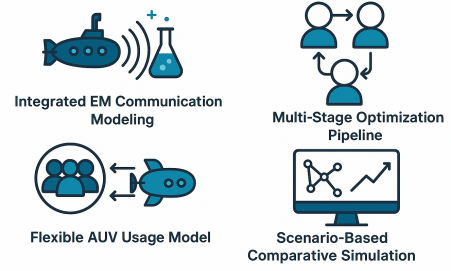 Integrated EM Communication
Modeling
Multi-Stage Optimization
Pipeline
Flexible AUV Usage Model
Scenario-Based
Comparative Simulation